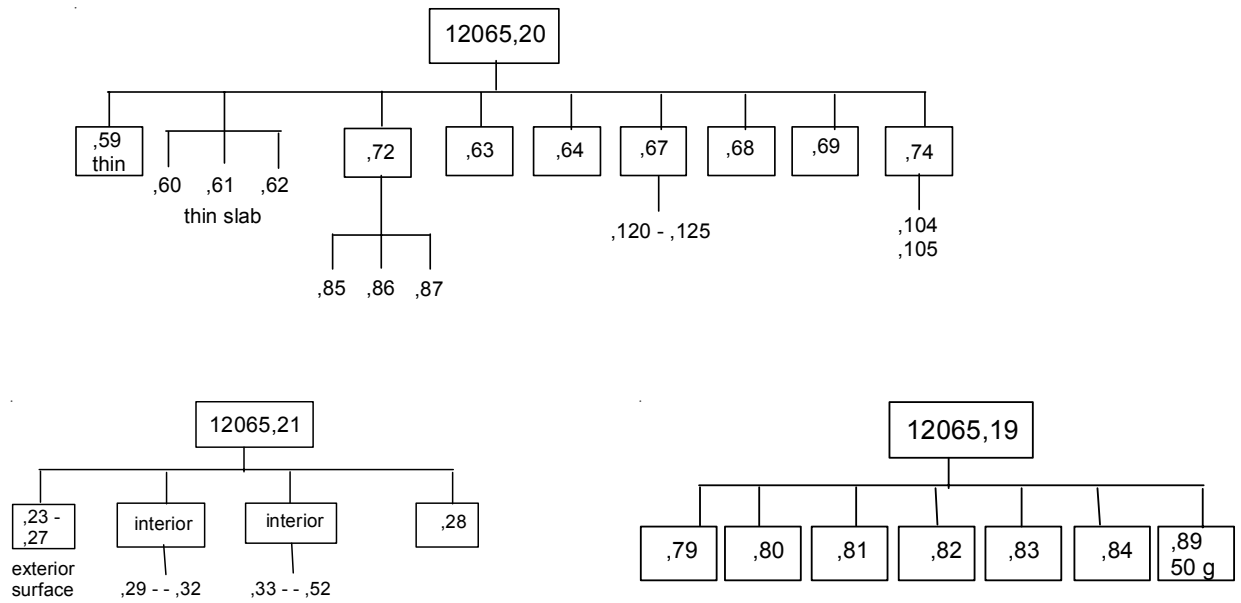 12065,20
,59
thin
,60
,61
,62
thin slab
,72
,63
,64
,67
,68
,69
,74
,85
,86
,87
,120 - ,125
,104
,105
12065,21
,23 -
,27
exterior
surface
interior
,29 - - ,32
interior
,33 - - ,52
,28
12065,19
,79
,80
,81
,82
,83
,84
,89
50 g